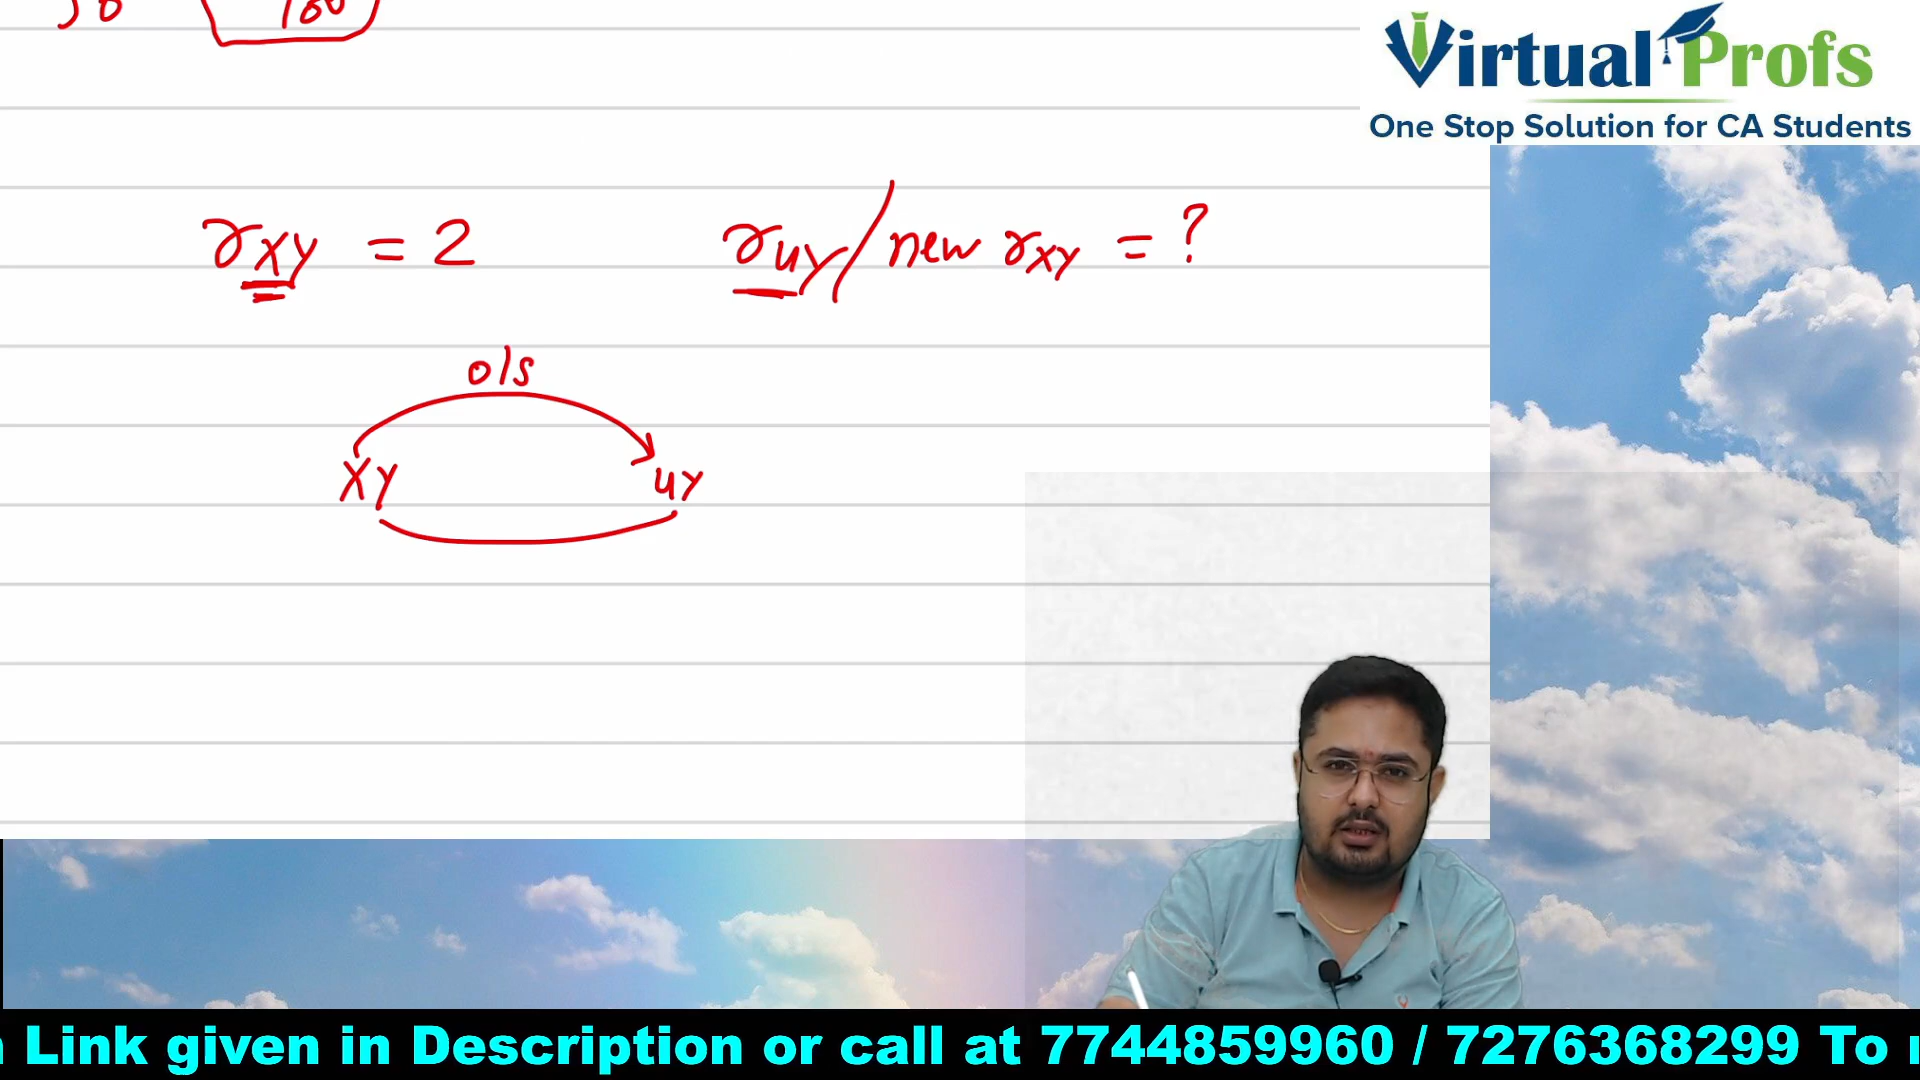 Virtual Profs
One Stop Solution for CA Students
rxy = 2 ruy/new rxy = ?
o/s
xy uy
Link given in Description or call at 7744859960 / 7276368299 To